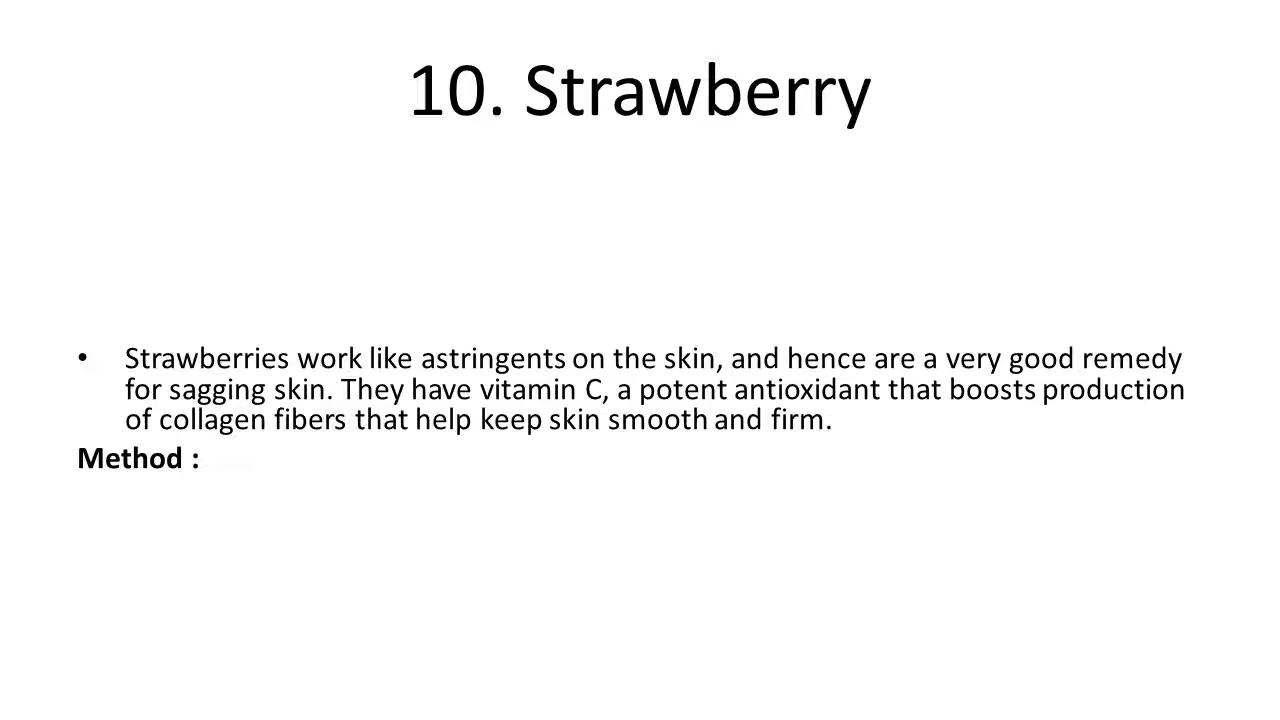 10. Strawberry
• Strawberries work like astringents on the skin, and hence are a very good remedy
for sagging skin. They have vitamin C, a potent antioxidant that boosts production
of collagen fibers that help keep skin smooth and firm.
Method :